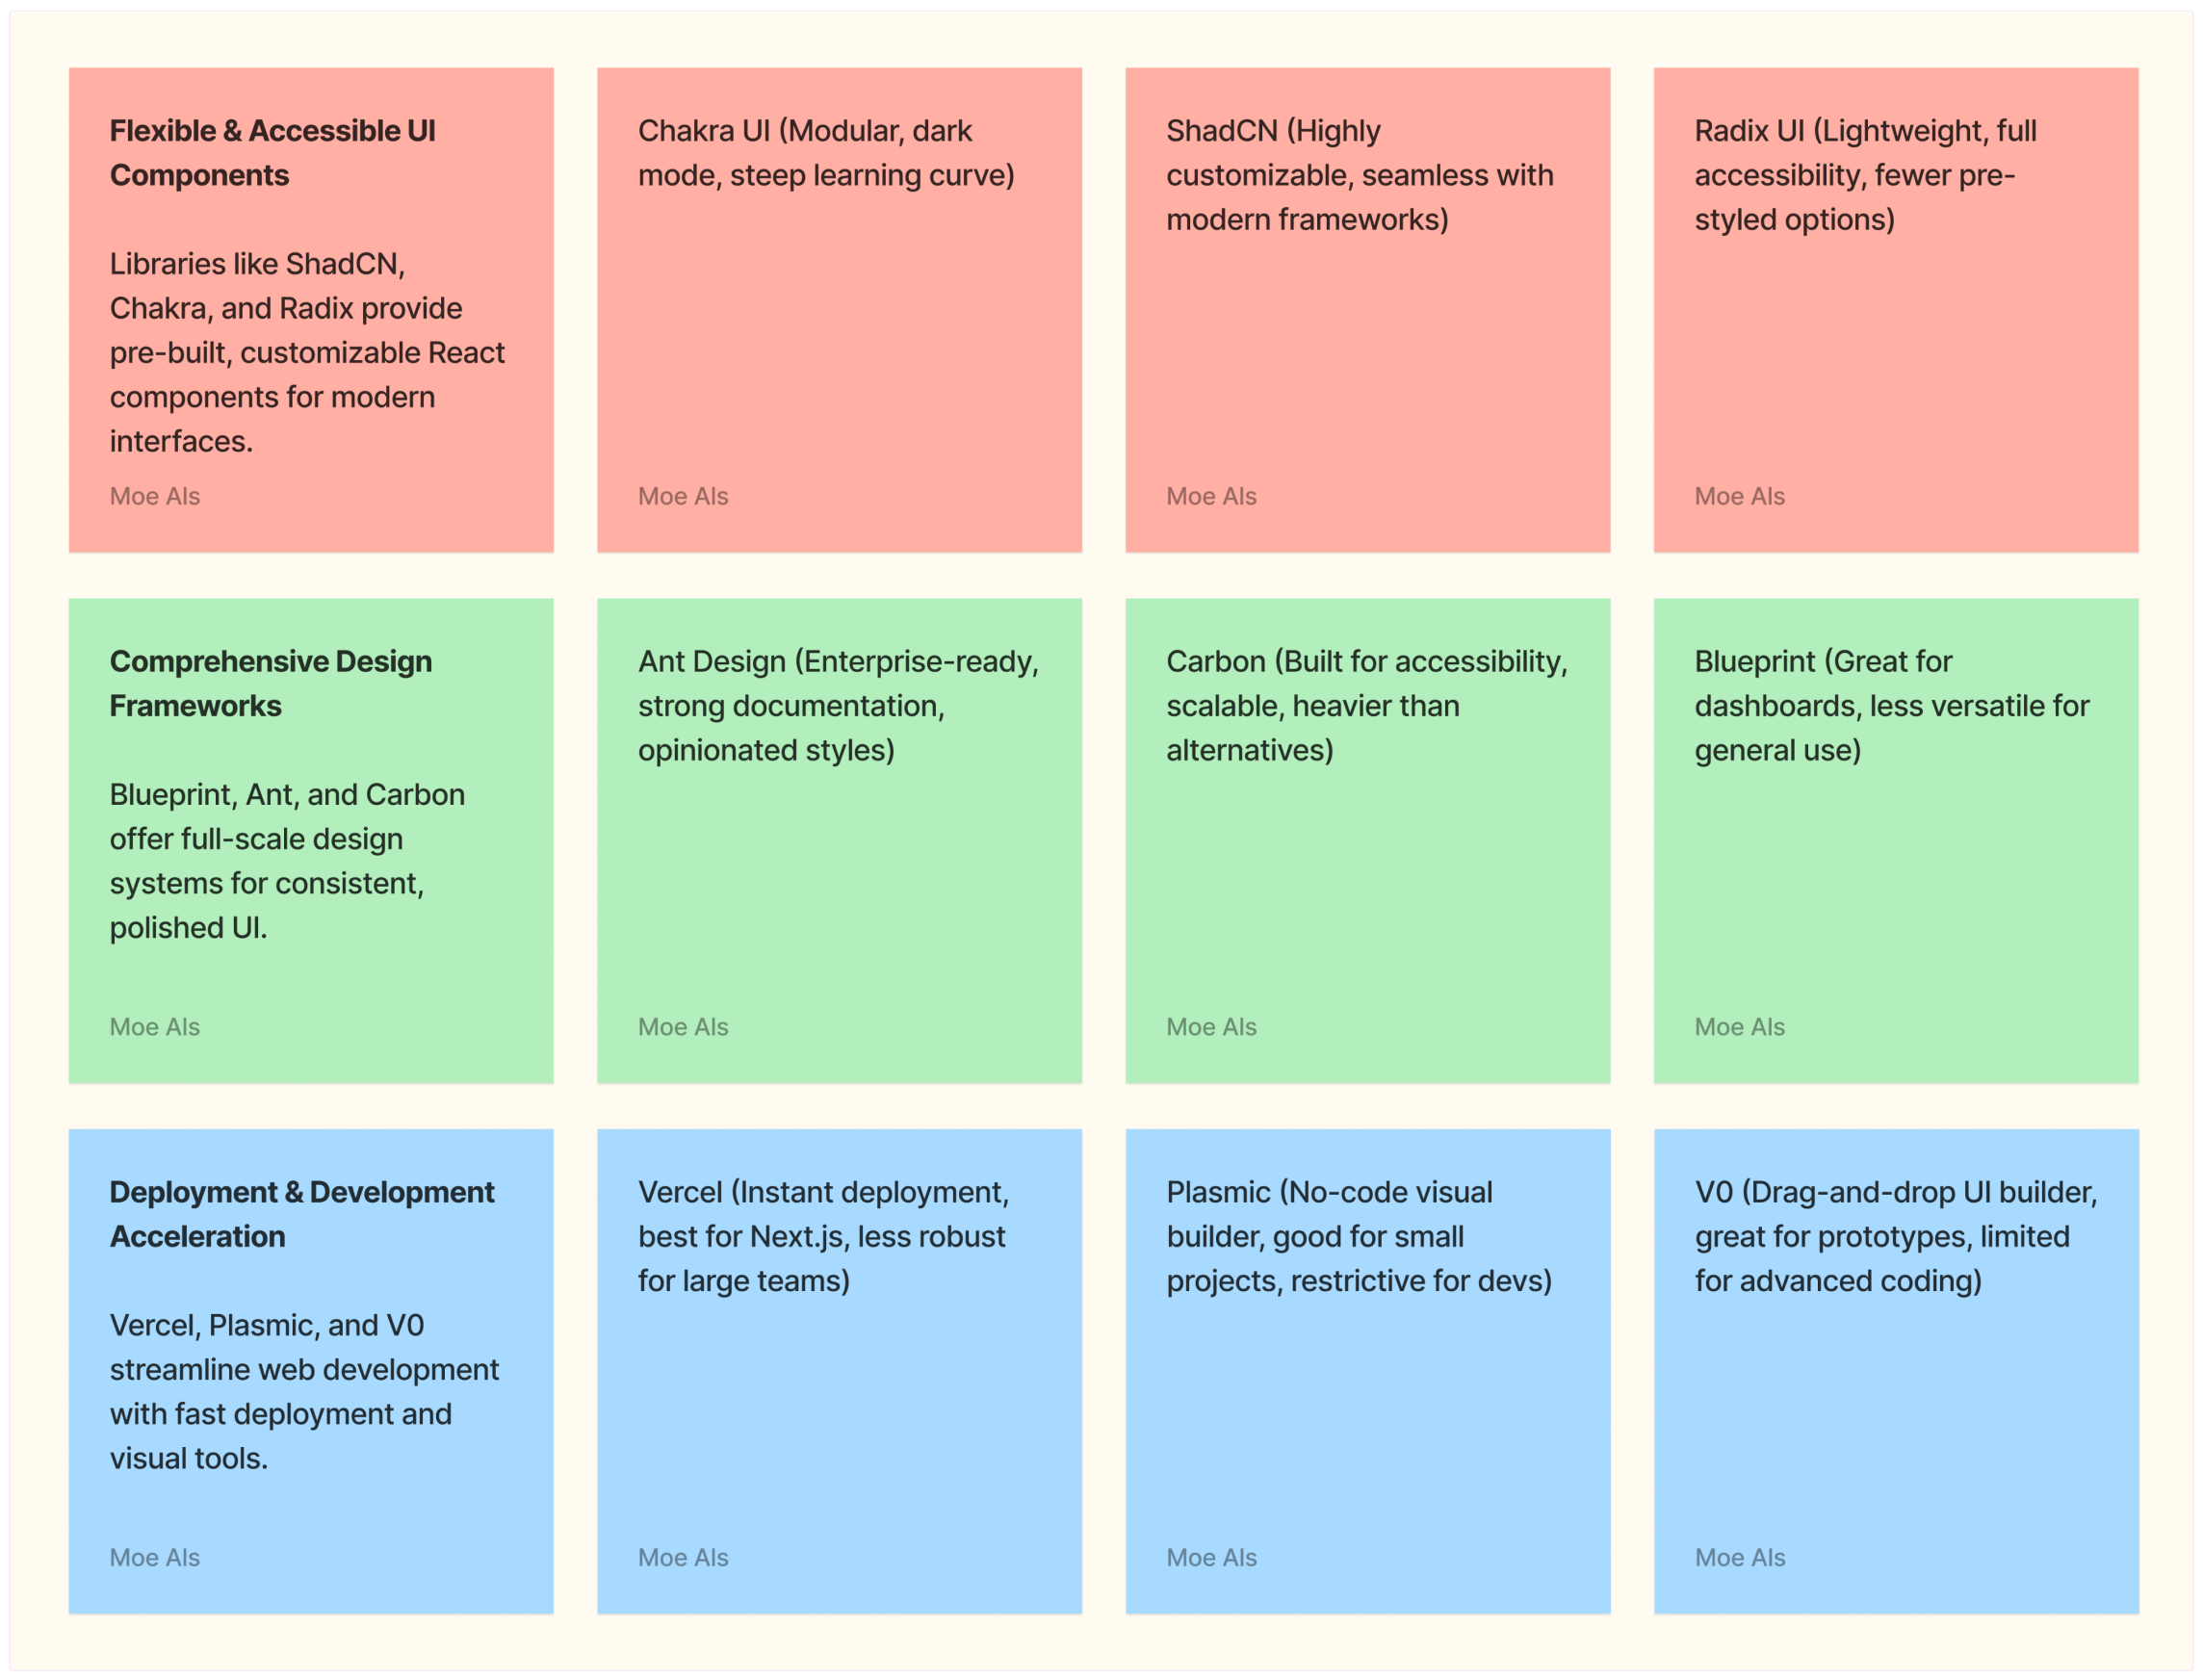 Flexible & Accessible UI
Components
Libraries like ShadCN,
Chakra, and Radix provide
pre-built, customizable React
components for modern
interfaces.
Moe Als
Chakra UI (Modular, dark
mode, steep learning curve)
Moe Als
ShadCN (Highly
customizable, seamless with
modern frameworks)
Moe Als
Radix UI (Lightweight, full
accessibility, fewer pre-
styled options)
Moe Als
Comprehensive Design
Frameworks
Blueprint, Ant, and Carbon
offer full-scale design
systems for consistent,
polished UI.
Moe Als
Ant Design (Enterprise-ready,
strong documentation,
opinionated styles)
Moe Als
Carbon (Built for accessibility,
scalable, heavier than
alternatives)
Moe Als
Blueprint (Great for
dashboards, less versatile for
general use)
Moe Als
Deployment & Development
Acceleration
Vercel, Plasmic, and V0
streamline web development
with fast deployment and
visual tools.
Moe Als
Vercel (Instant deployment,
best for Next.js, less robust
for large teams)
Moe Als
Plasmic (No-code visual
builder, good for small
projects, restrictive for devs)
Moe Als
V0 (Drag-and-drop UI builder,
great for prototypes, limited
for advanced coding)
Moe Als